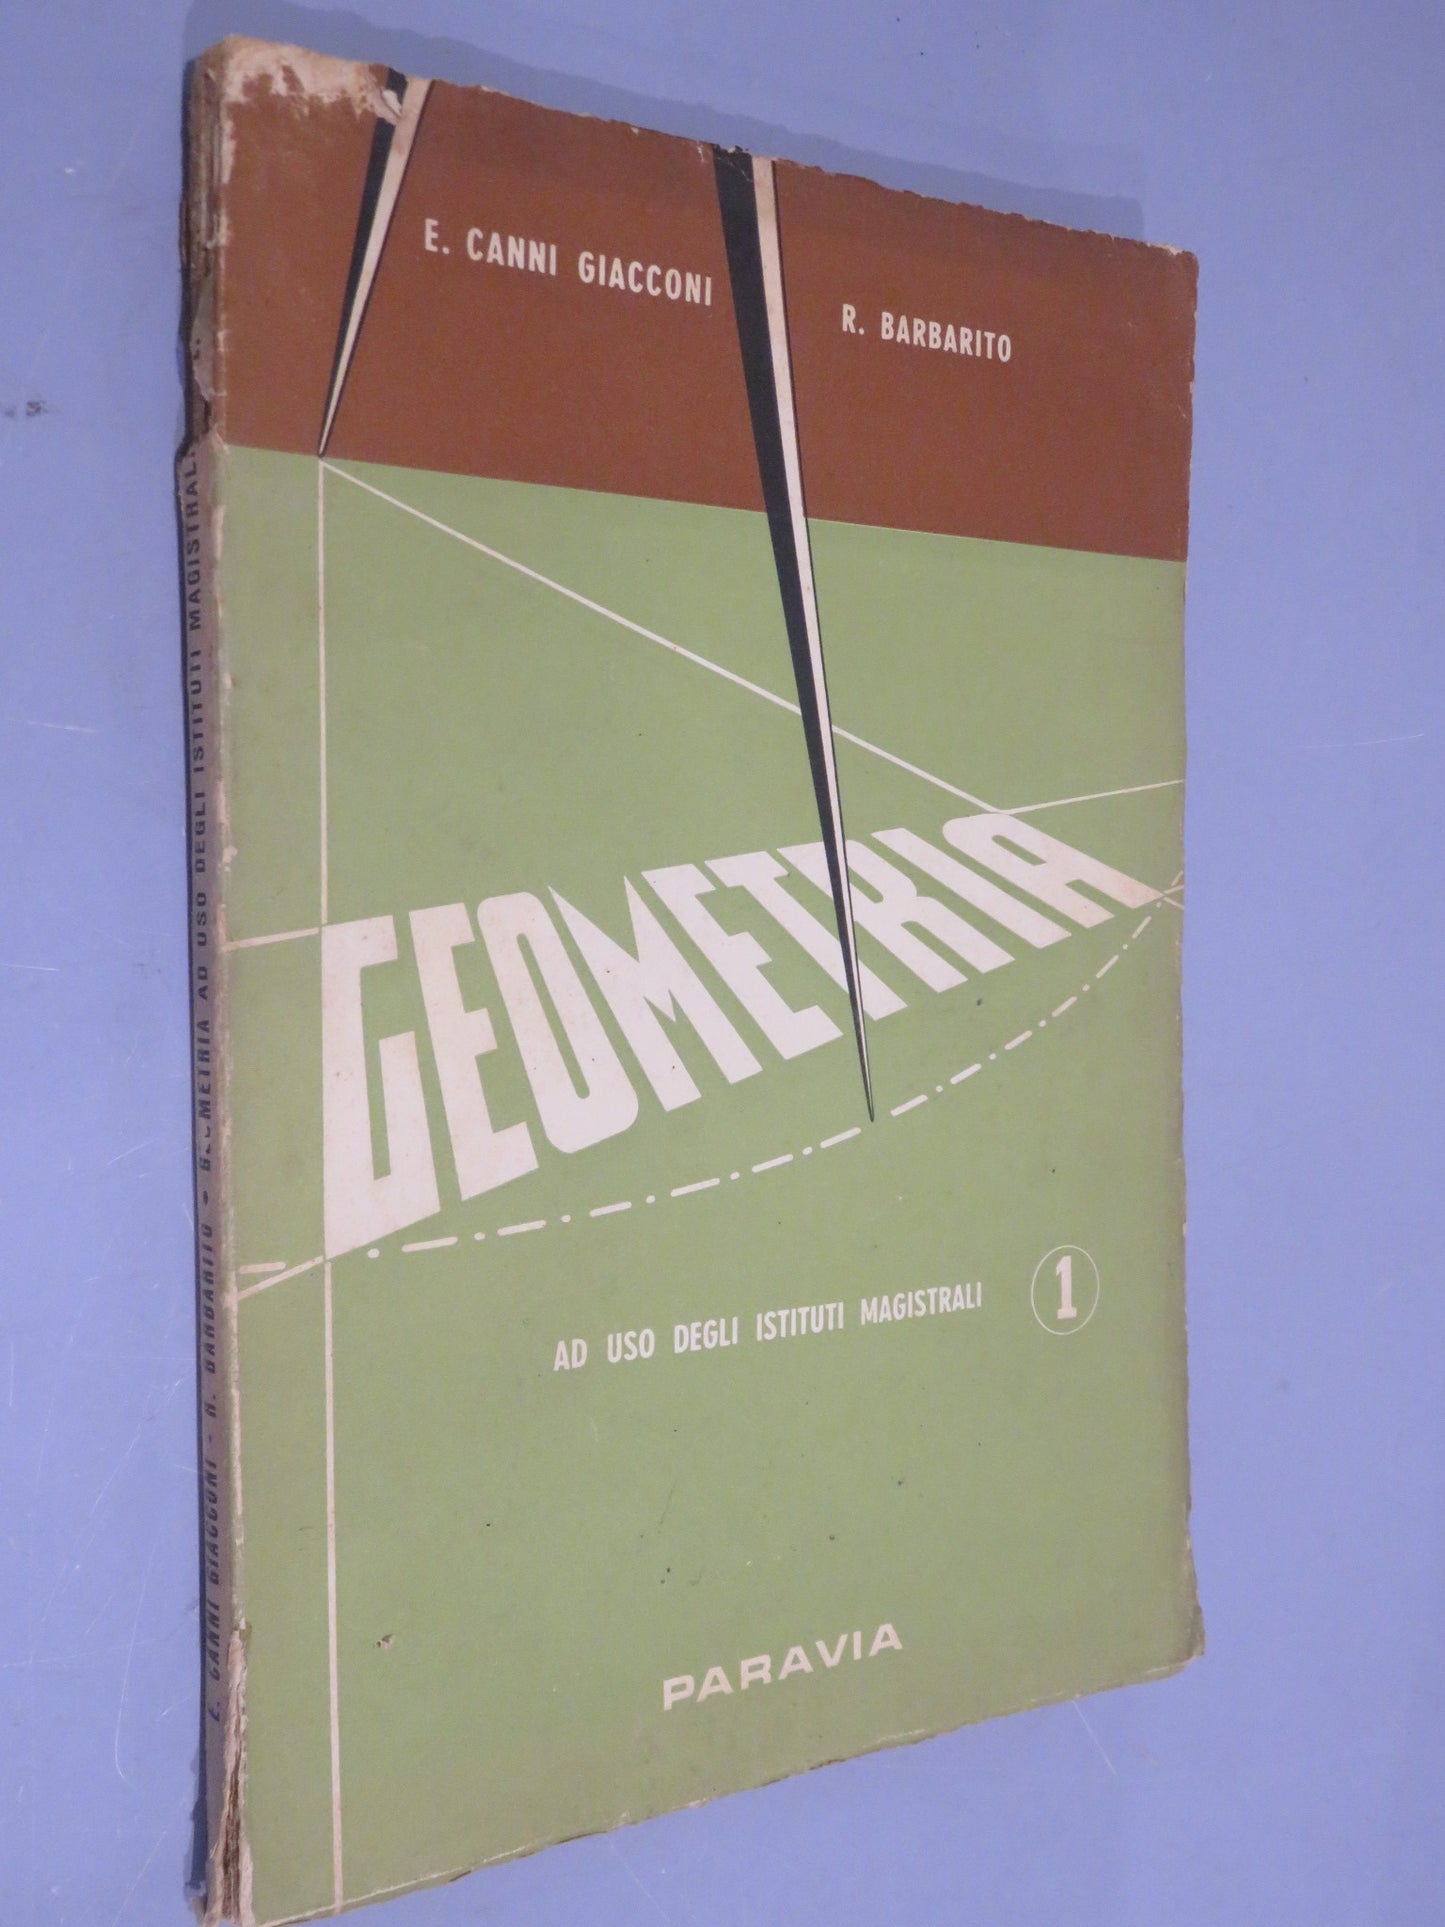 E. CANNI GIACCONI
R. BARBARITO
GEOMETRIA
AD USO DEGLI ISTITUTI MAGISTRALI 1
PARAVIA
E. CANNI GIACCONI - R. BARBARITO • GEOMETRIA AD USO DEGLI ISTITUTI MAGISTRALI